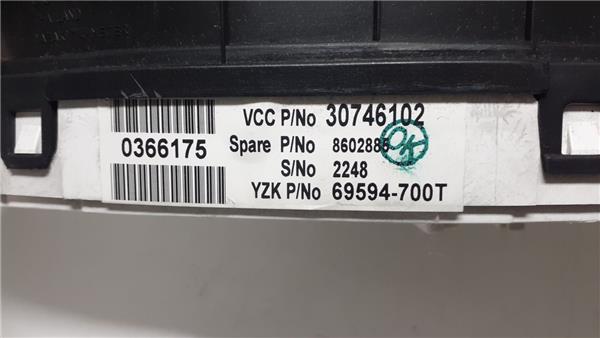 0366175
VCC P/No 30746102
Spare P/No 8602885
S/No 2248
YZK P/No 69594-700T
OK